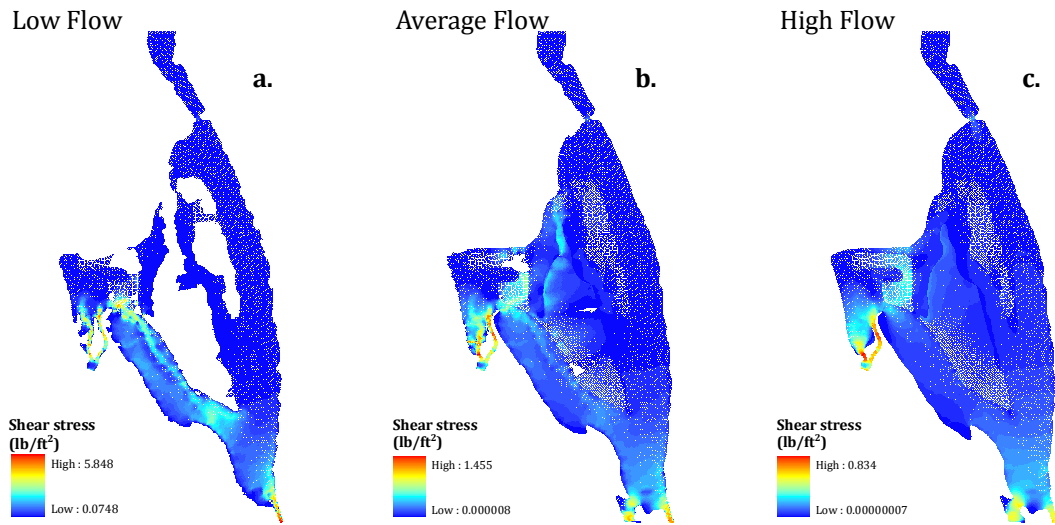 Low Flow
Average Flow
High Flow
a.
b.
c.
Shear stress
(lb/ft²)
High : 5.848
Low : 0.0748
Shear stress
(lb/ft²)
High : 1.455
Low : 0.000008
Shear stress
(lb/ft²)
High : 0.834
Low : 0.00000007